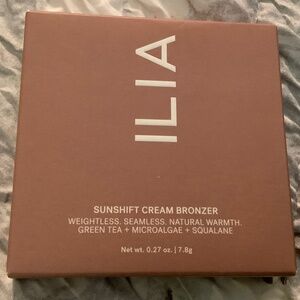 ILIA
SUNSHIFT CREAM BRONZER
WEIGHTLESS. SEAMLESS. NATURAL WARMTH.
GREEN TEA + MICROALGAE + SQUALANE
Net wt. 0.27 oz. | 7.8g